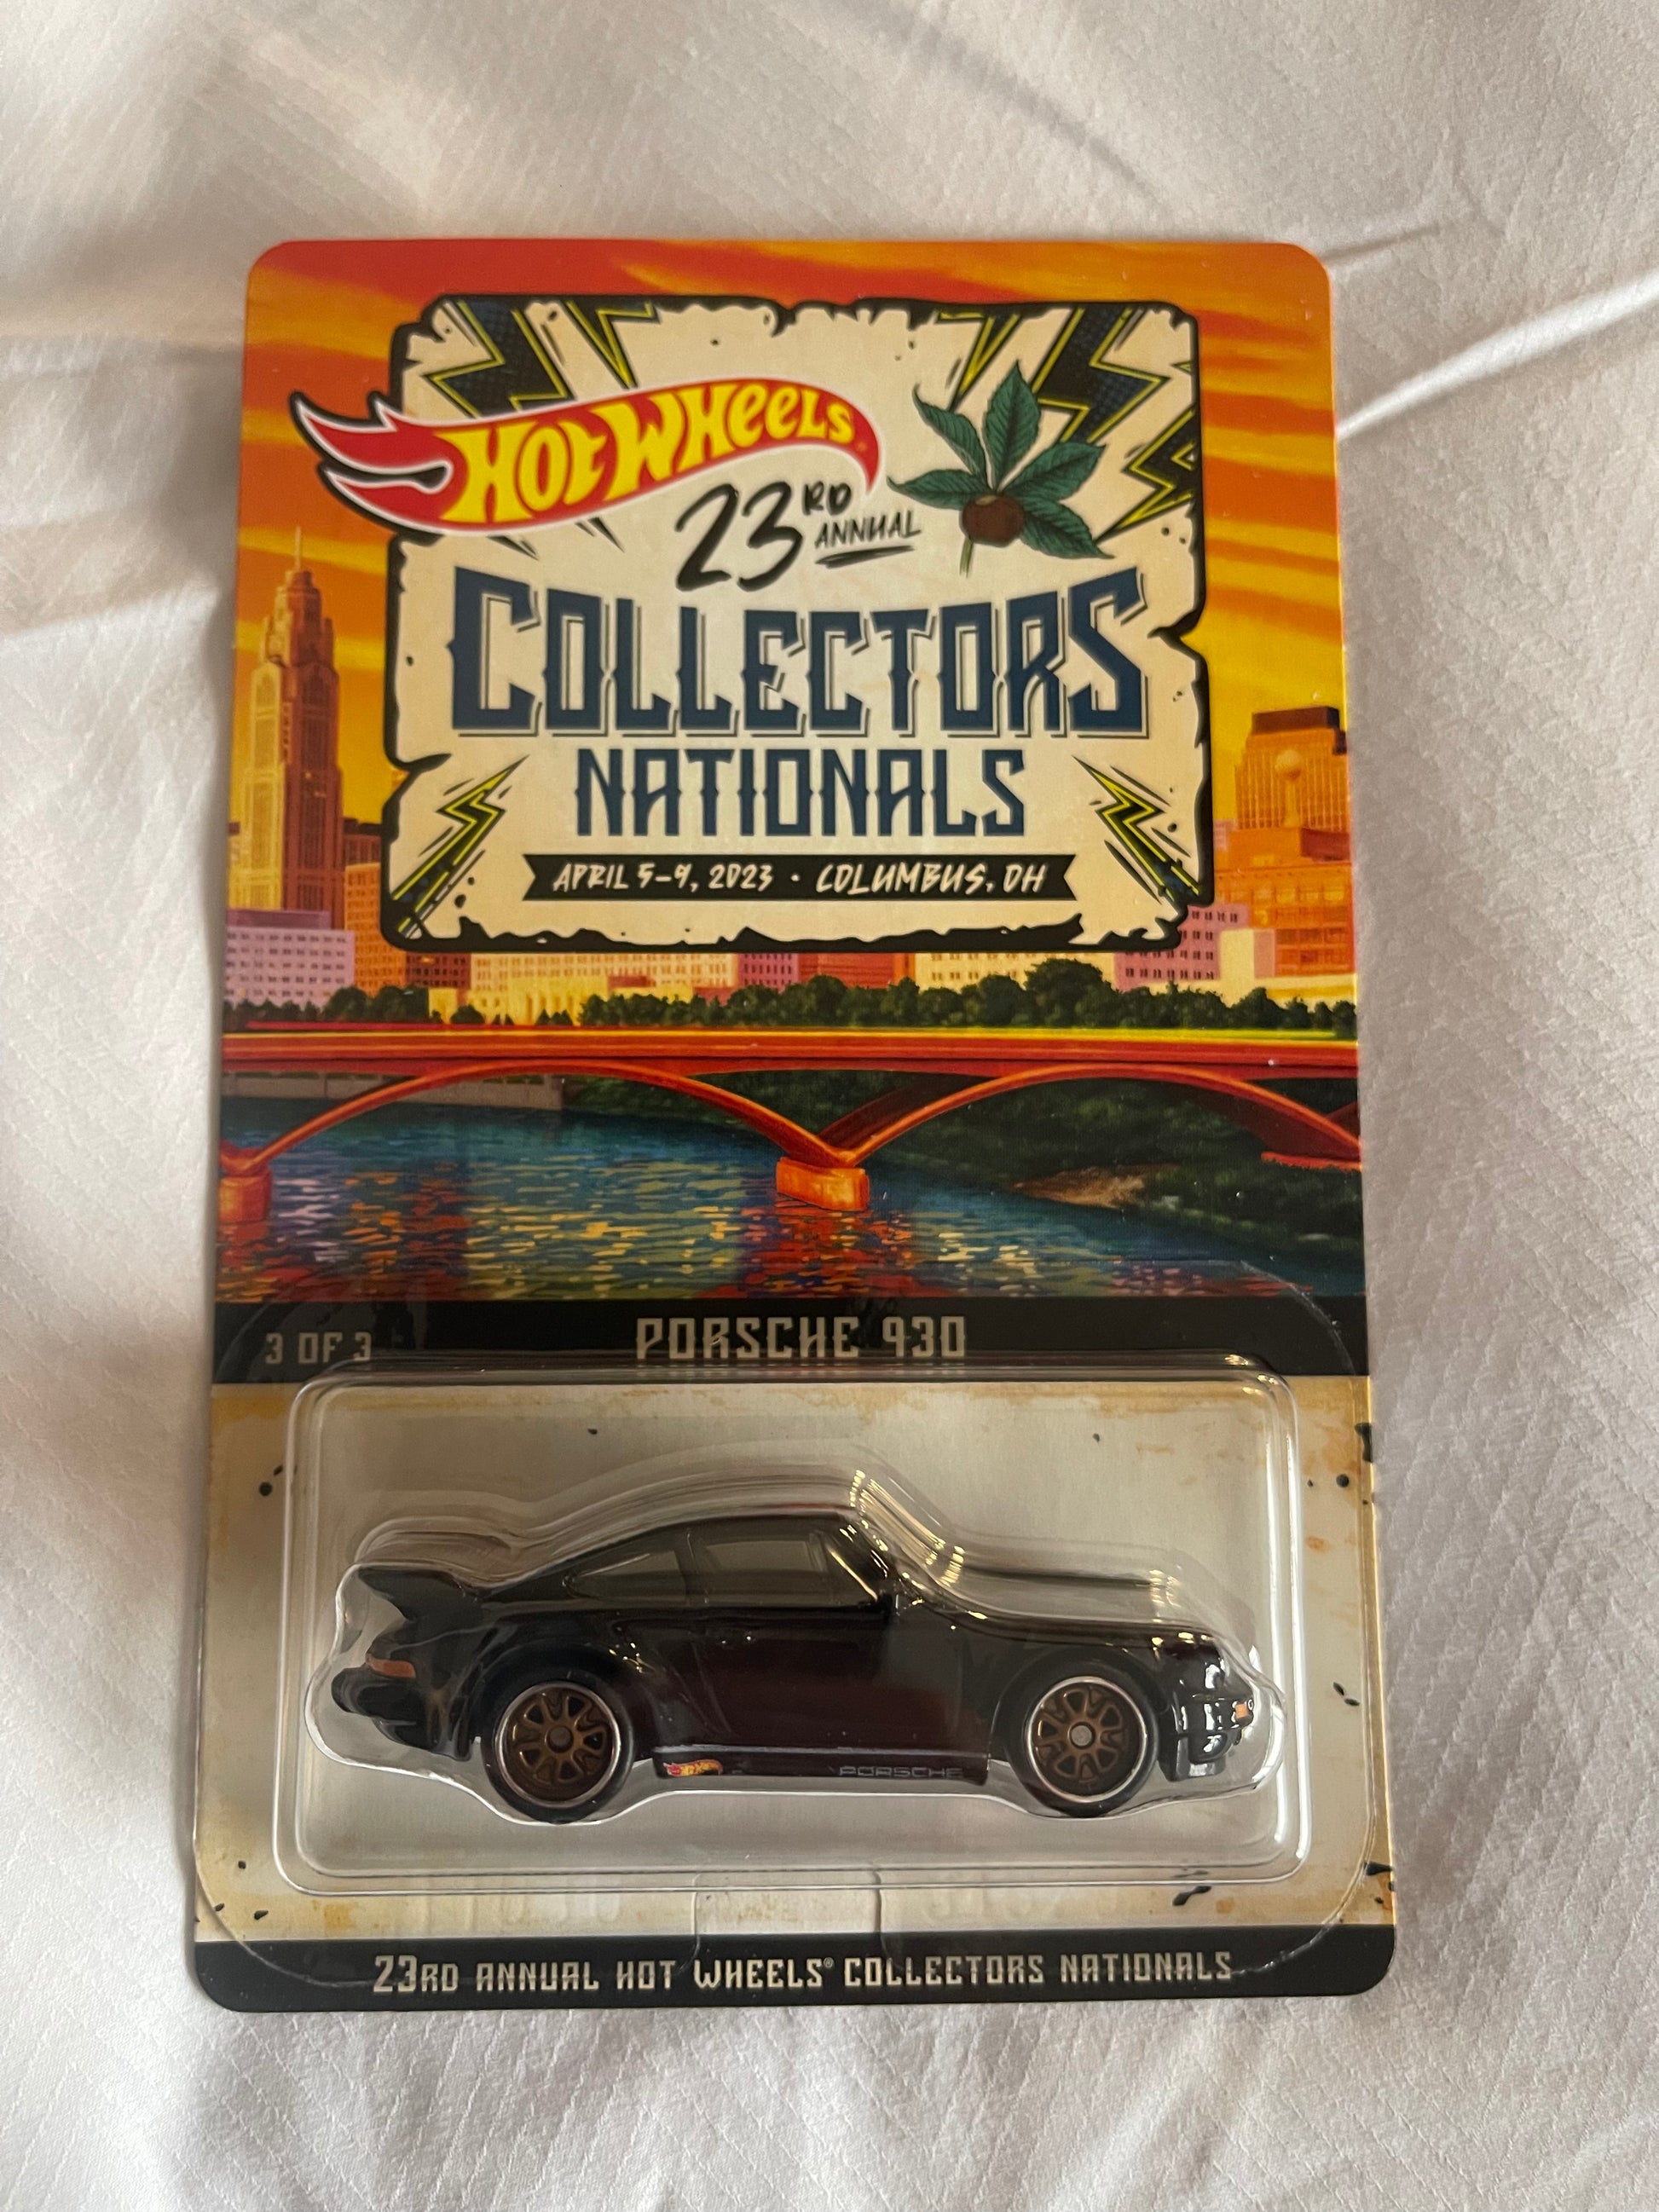 HOT WHEELS
23RD ANNUAL
COLLECTORS
NATIONALS
APRIL 5-9, 2023 · COLUMBUS, OH
3 OF 3
PORSCHE 930
PORSCHE
23RD ANNUAL HOT WHEELS® COLLECTORS NATIONALS